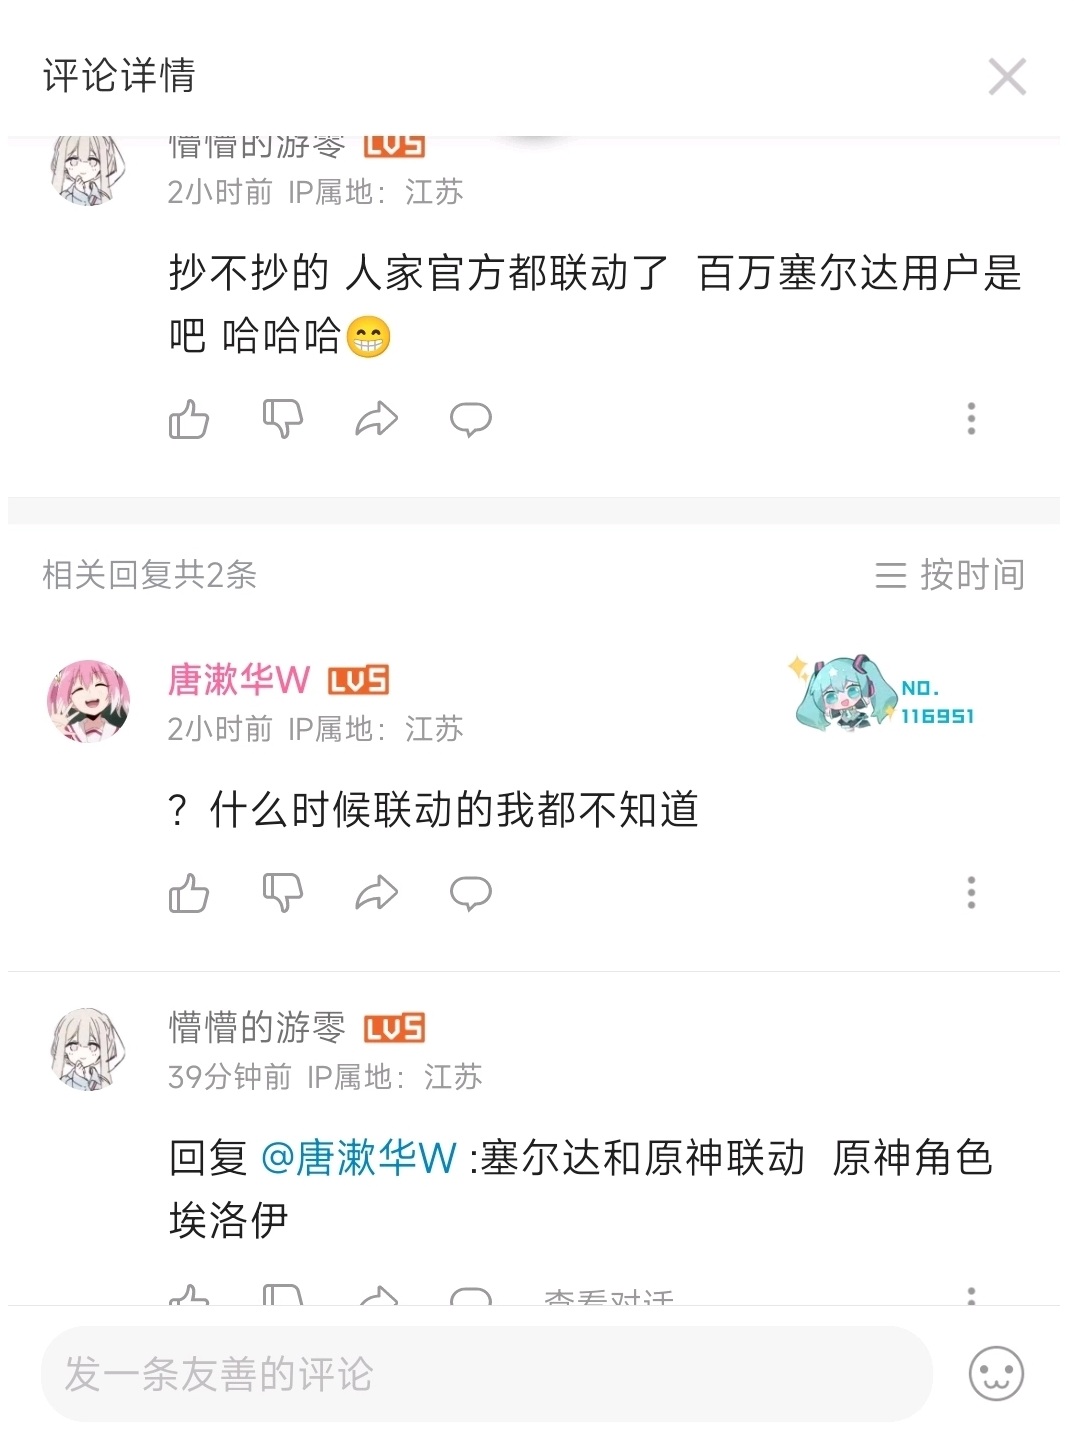 评论详情
懵懵的游零 LV5
2小时前 IP属地：江苏
抄不抄的 人家官方都联动了 百万塞尔达用户是
吧 哈哈哈😁
相关回复共2条
按时间
唐漱华W LV5
NO.
116951
2小时前 IP属地：江苏
？什么时候联动的我都不知道
懵懵的游零 LV5
39分钟前 IP属地：江苏
回复 @唐漱华W :塞尔达和原神联动 原神角色
埃洛伊
查看对话
发一条友善的评论